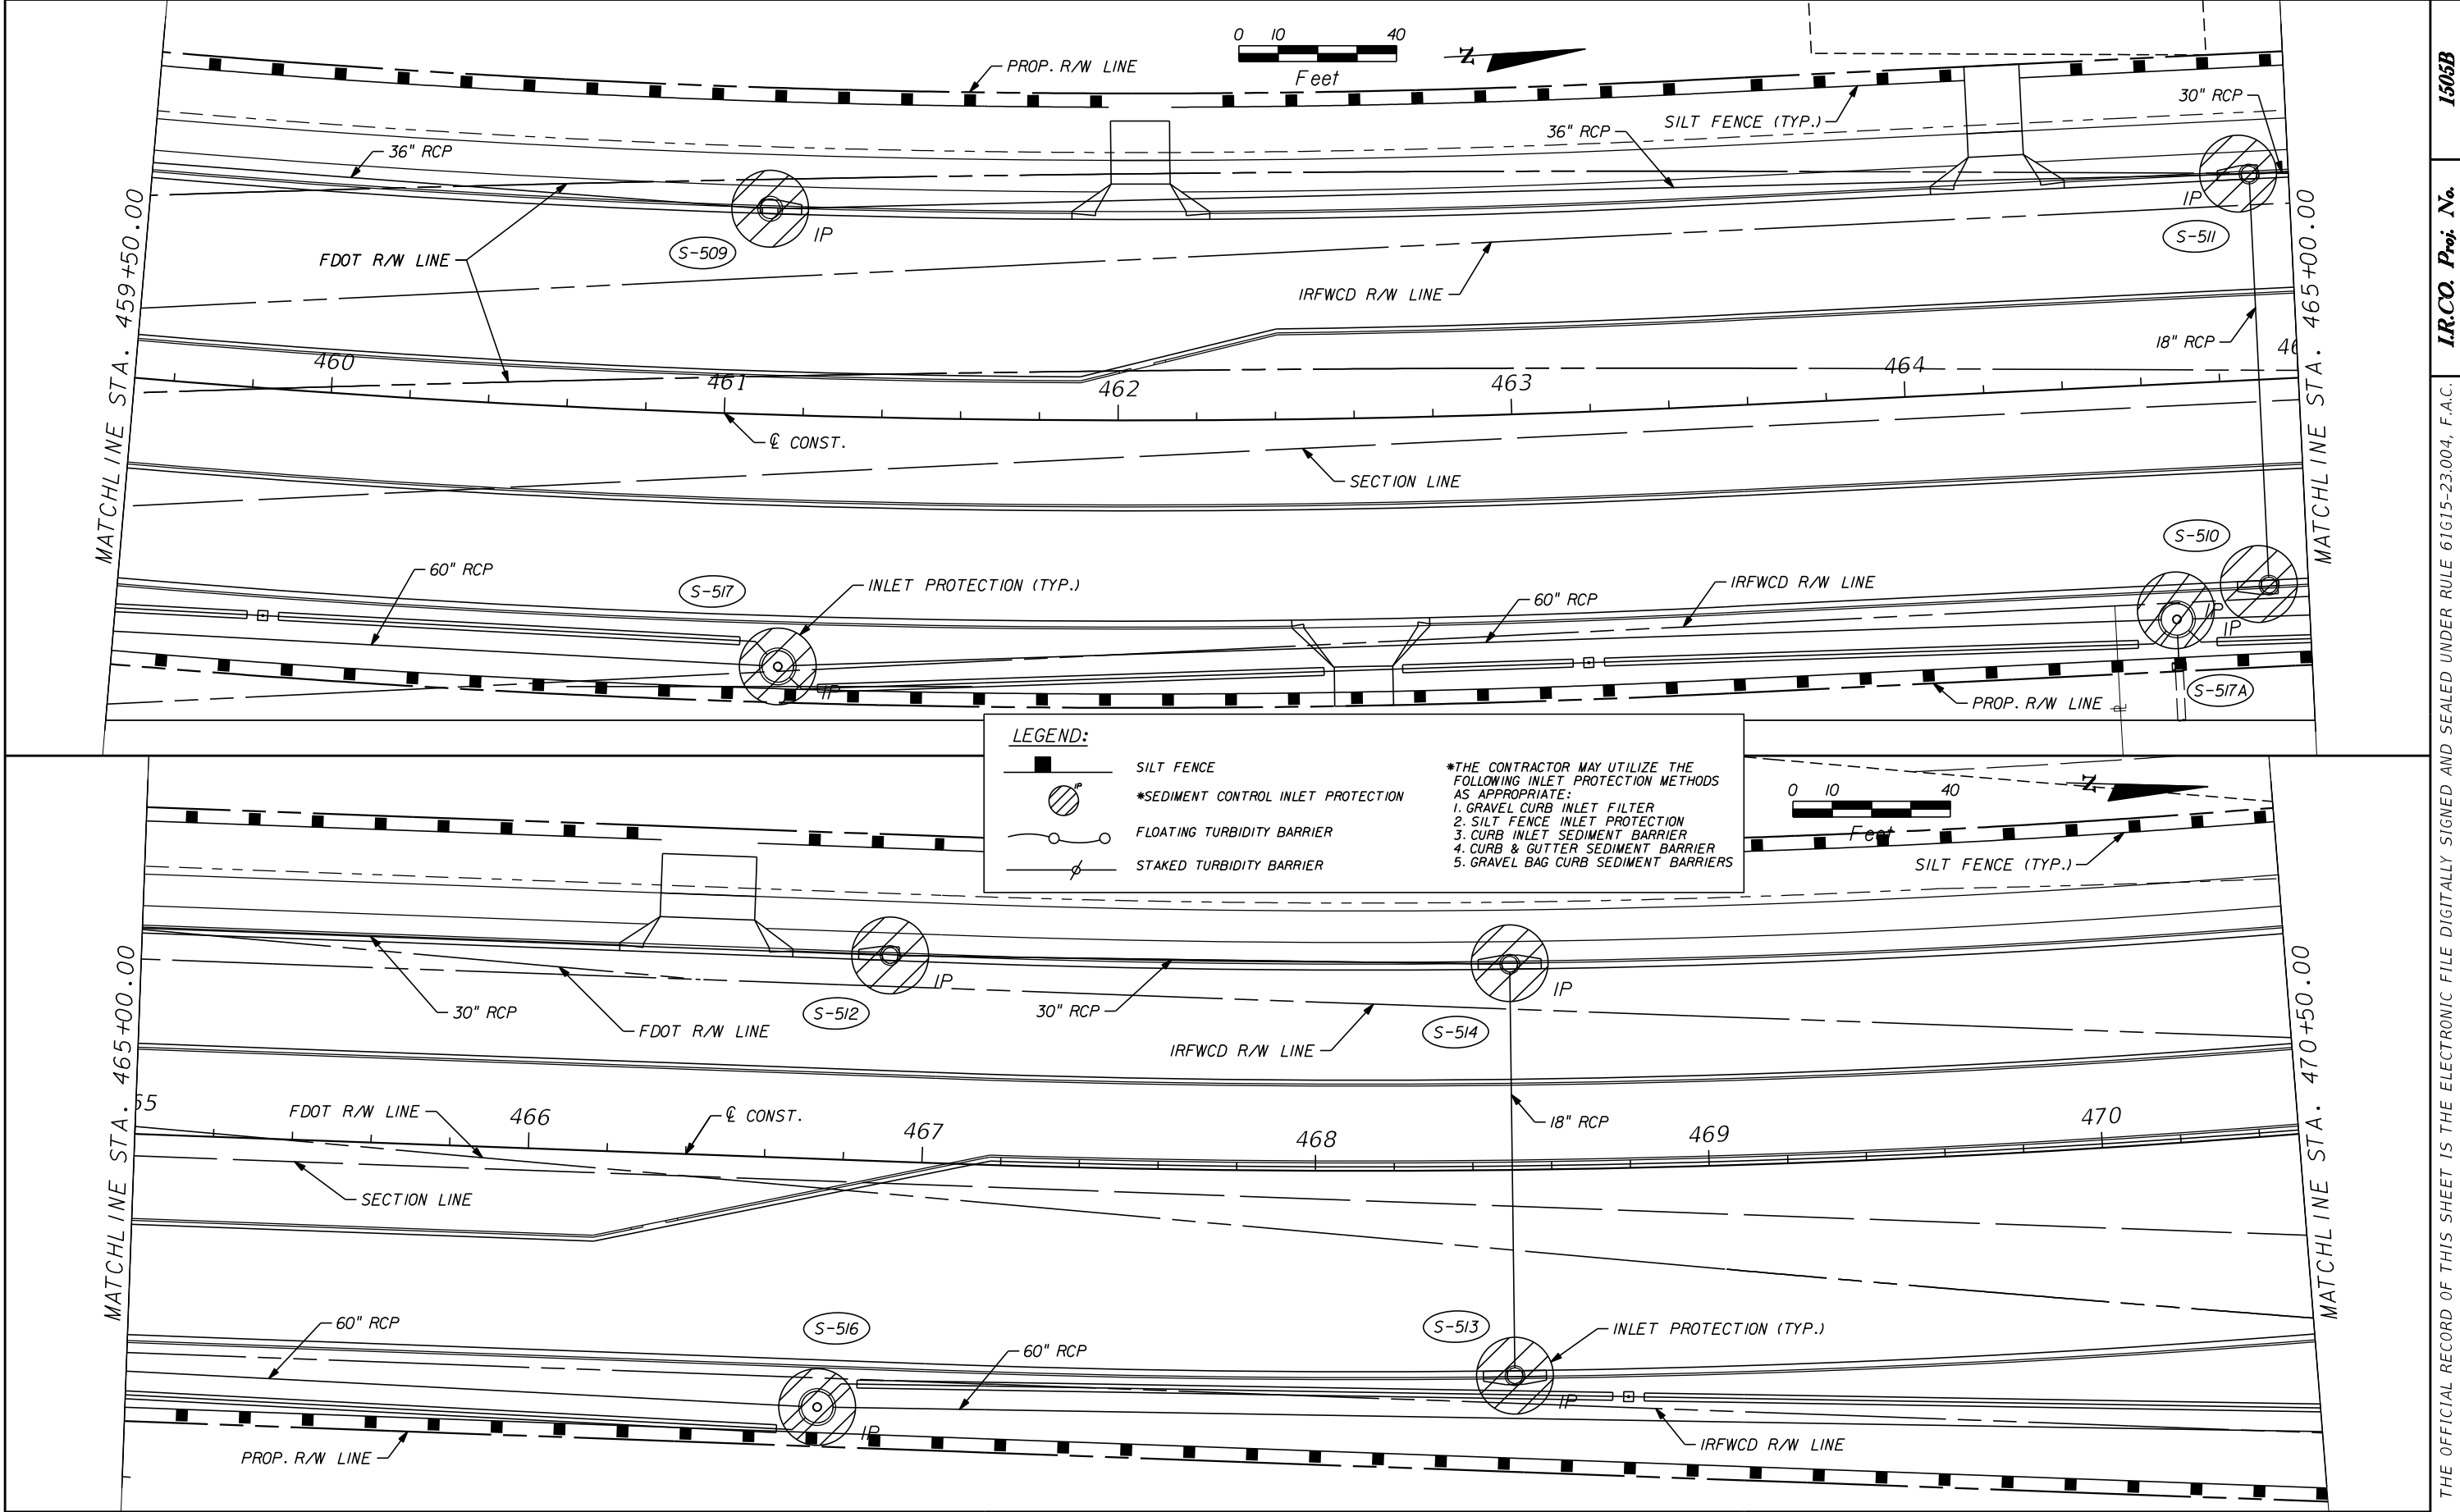 0 10 40
Feet
N
PROP. R/W LINE
SILT FENCE (TYP.)
30" RCP
36" RCP
36" RCP
IP
IP
S-509
S-511
FDOT R/W LINE
IRFWCD R/W LINE
18" RCP
MATCHLINE STA. 459+50.00
MATCHLINE STA. 465+00.00
460
461
462
463
464
46
℄ CONST.
SECTION LINE
S-510
60" RCP
S-517
INLET PROTECTION (TYP.)
60" RCP
IRFWCD R/W LINE
IP
IP
IP
S-517A
PROP. R/W LINE
LEGEND:
SILT FENCE
IP
*SEDIMENT CONTROL INLET PROTECTION
FLOATING TURBIDITY BARRIER
STAKED TURBIDITY BARRIER
*THE CONTRACTOR MAY UTILIZE THE
FOLLOWING INLET PROTECTION METHODS
AS APPROPRIATE:
1. GRAVEL CURB INLET FILTER
2. SILT FENCE INLET PROTECTION
3. CURB INLET SEDIMENT BARRIER
4. CURB & GUTTER SEDIMENT BARRIER
5. GRAVEL BAG CURB SEDIMENT BARRIERS
0 10 40
Feet
N
SILT FENCE (TYP.)
IP
IP
30" RCP
FDOT R/W LINE
S-512
30" RCP
IRFWCD R/W LINE
S-514
MATCHLINE STA. 465+00.00
MATCHLINE STA. 470+50.00
65
466
467
468
469
470
FDOT R/W LINE
℄ CONST.
18" RCP
SECTION LINE
60" RCP
S-516
S-513
INLET PROTECTION (TYP.)
60" RCP
IP
IP
IRFWCD R/W LINE
PROP. R/W LINE
1505B
I.R.CO. Proj. No.
THE OFFICIAL RECORD OF THIS SHEET IS THE ELECTRONIC FILE DIGITALLY SIGNED AND SEALED UNDER RULE 61G15-23.004, F.A.C.